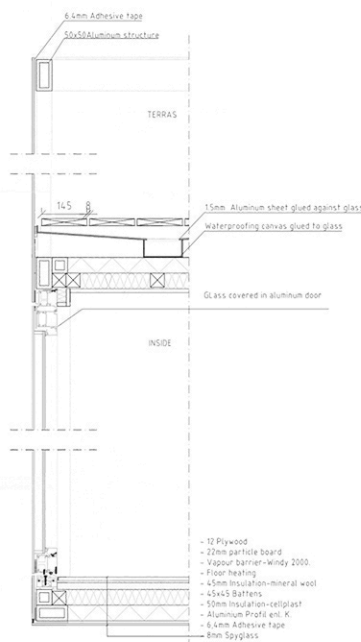 6.4mm Adhesive tape
50x50Aluminum structure
TERRAS
145
8
1.5mm Aluminum sheet glued against glass
Waterproofing canvas glued to glass
GLass covered in aluminum door
INSIDE
- 12 Plywood
- 22mm particle board
- Vapour barrier-Windy 2000.
- Floor heating
- 45mm Insulation-mineral wool
- 45x45 Battens
- 50mm Insulation-cellplast
- Aluminum Profil enl. K
- 6,4mm Adhesive tape
- 8mm Spyglass